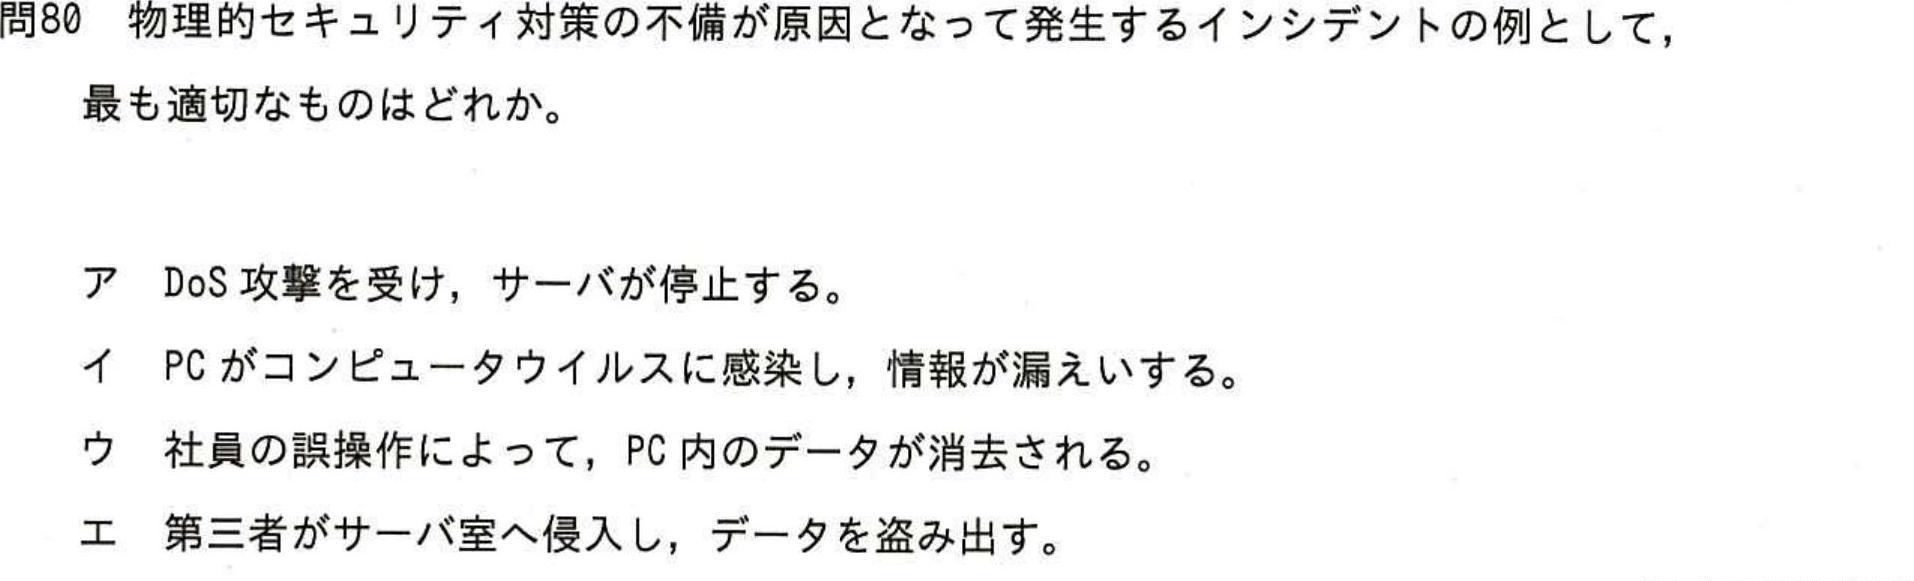 問80 物理的セキュリティ対策の不備が原因となって発生するインシデントの例として，
最も適切なものはどれか。
ア DoS 攻撃を受け，サーバが停止する。
イ PC がコンピュータウイルスに感染し，情報が漏えいする。
ウ 社員の誤操作によって，PC 内のデータが消去される。
エ 第三者がサーバ室へ侵入し，データを盗み出す。